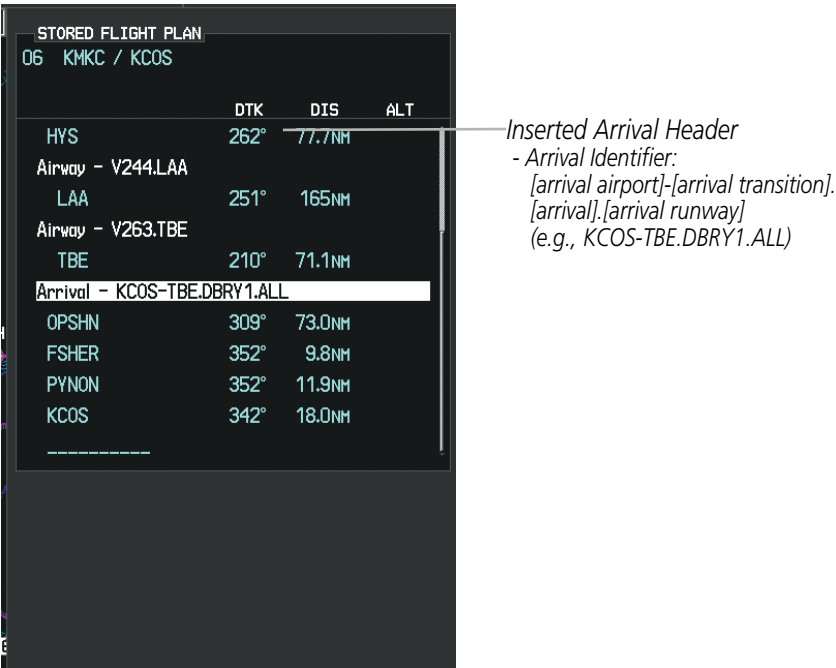 STORED FLIGHT PLAN
06 KMKC / KCOS
DTK DIS ALT
HYS 262° 77.7NM
Airway - V244.LAA
LAA 251° 165NM
Airway - V263.TBE
TBE 210° 71.1NM
Arrival - KCOS-TBE.DBRY1.ALL
OPSHN 309° 73.0NM
FSHER 352° 9.8NM
PYNON 352° 11.9NM
KCOS 342° 18.0NM
__________
Inserted Arrival Header
- Arrival Identifier:
[arrival airport]-[arrival transition].
[arrival].[arrival runway]
(e.g., KCOS-TBE.DBRY1.ALL)